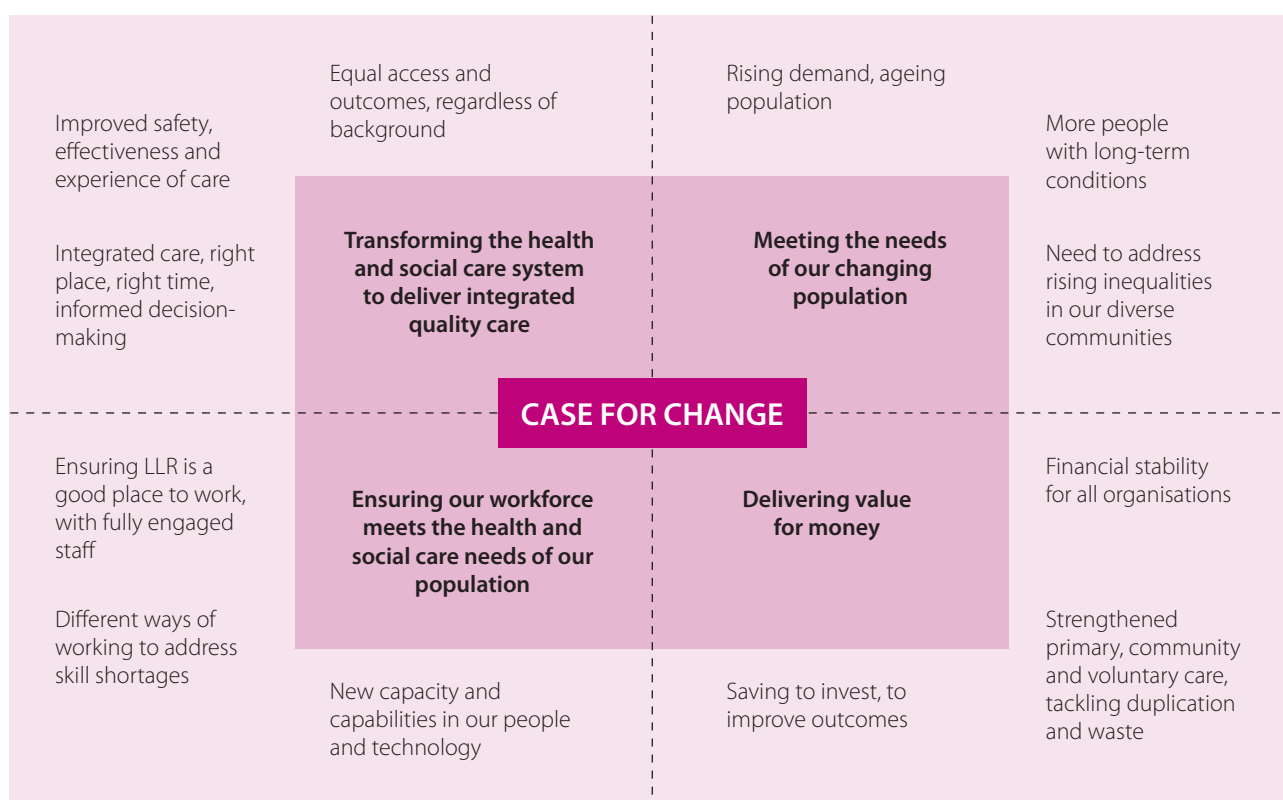 Equal access and
outcomes, regardless of
background
Improved safety,
effectiveness and
experience of care
Integrated care, right
place, right time,
informed decision-
making
Transforming the health
and social care system
to deliver integrated
quality care
Rising demand, ageing
population
More people
with long-term
conditions
Need to address
rising inequalities
in our diverse
communities
Meeting the needs
of our changing
population
CASE FOR CHANGE
Ensuring LLR is a
good place to work,
with fully engaged
staff
Different ways of
working to address
skill shortages
Ensuring our workforce
meets the health and
social care needs of our
population
New capacity and
capabilities in our people
and technology
Delivering value
for money
Financial stability
for all organisations
Strengthened
primary, community
and voluntary care,
tackling duplication
and waste
Saving to invest, to
improve outcomes